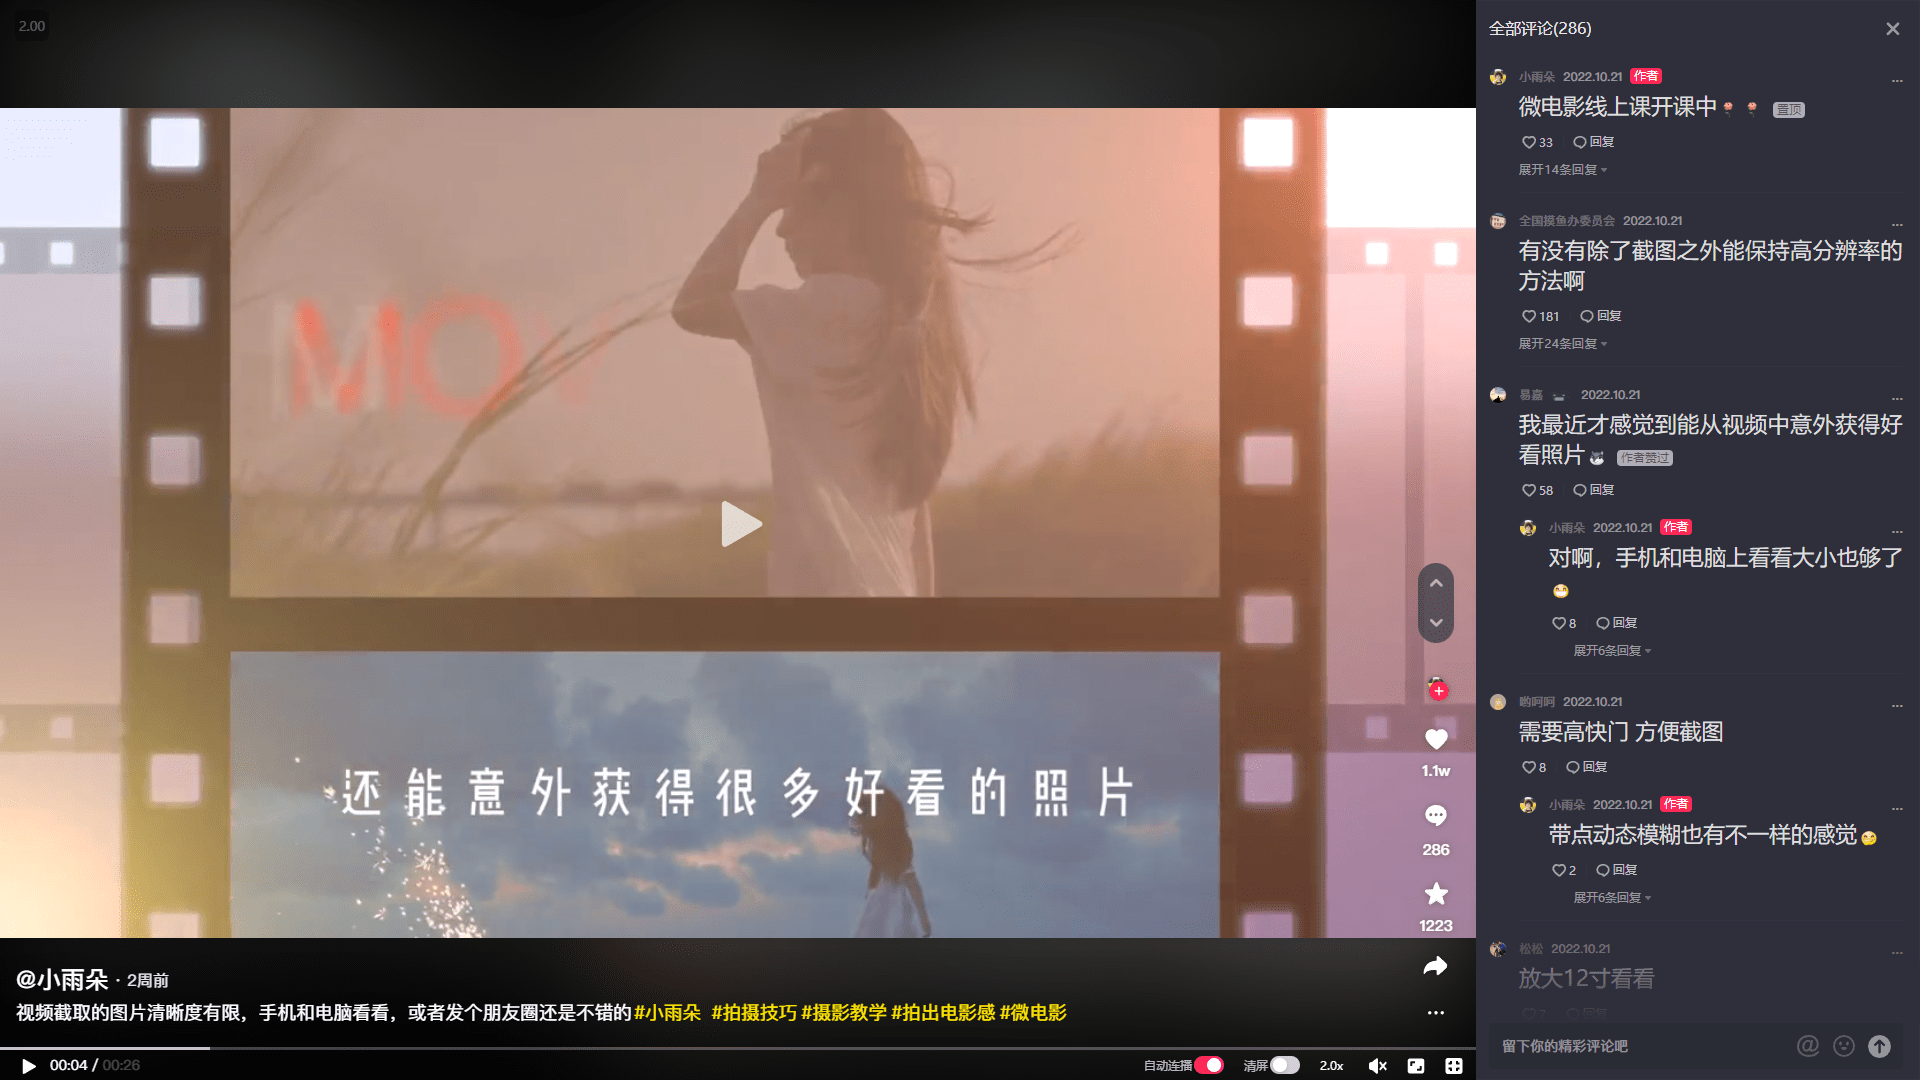 2.00
MOV
还能意外获得很多好看的照片
1.1w
286
1223
@小雨朵 · 2周前
视频截取的图片清晰度有限，手机和电脑看看，或者发个朋友圈还是不错的#小雨朵 #拍摄技巧 #摄影教学 #拍出电影感 #微电影
00:04 / 00:26
自动连播
清屏
2.0x
全部评论(286)
小雨朵 2022.10.21 作者
微电影线上课开课中🌹🌹 置顶
33 回复
展开14条回复
全国摸鱼办委员会 2022.10.21
有没有除了截图之外能保持高分辨率的
方法啊
181 回复
展开24条回复
易嘉 2022.10.21
我最近才感觉到能从视频中意外获得好
看照片 作者赞过
58 回复
小雨朵 2022.10.21 作者
对啊，手机和电脑上看看大小也够了
😁
8 回复
展开6条回复
哟呵呵 2022.10.21
需要高快门 方便截图
8 回复
小雨朵 2022.10.21 作者
带点动态模糊也有不一样的感觉
2 回复
展开6条回复
松松 2022.10.21
放大12寸看看
7 回复
留下你的精彩评论吧